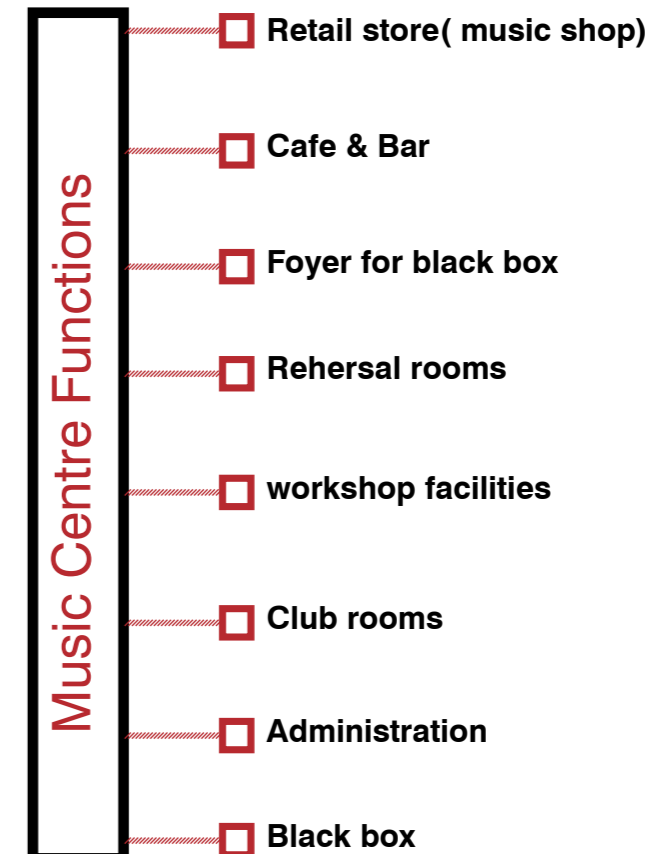 Music Centre Functions
Retail store( music shop)
Cafe & Bar
Foyer for black box
Rehersal rooms
workshop facilities
Club rooms
Administration
Black box